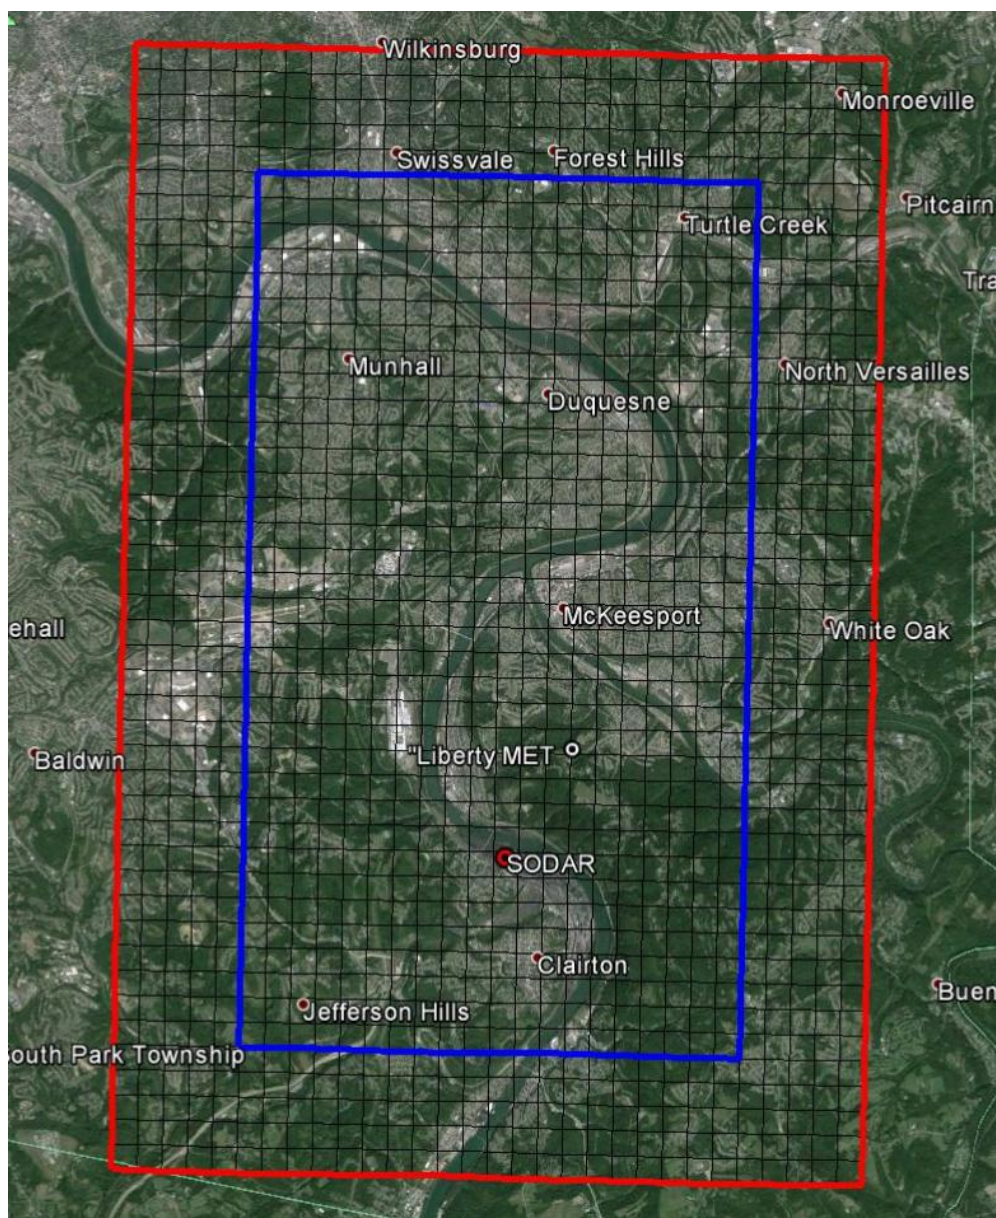 Wilkinsburg
Monroeville
Swissvale
Forest Hills
Pitcairn
Turtle Creek
Tra
Munhall
North Versailles
Duquesne
McKeesport
ehall
White Oak
"Liberty MET
Baldwin
SODAR
Clairton
Buen
Jefferson Hills
South Park Township